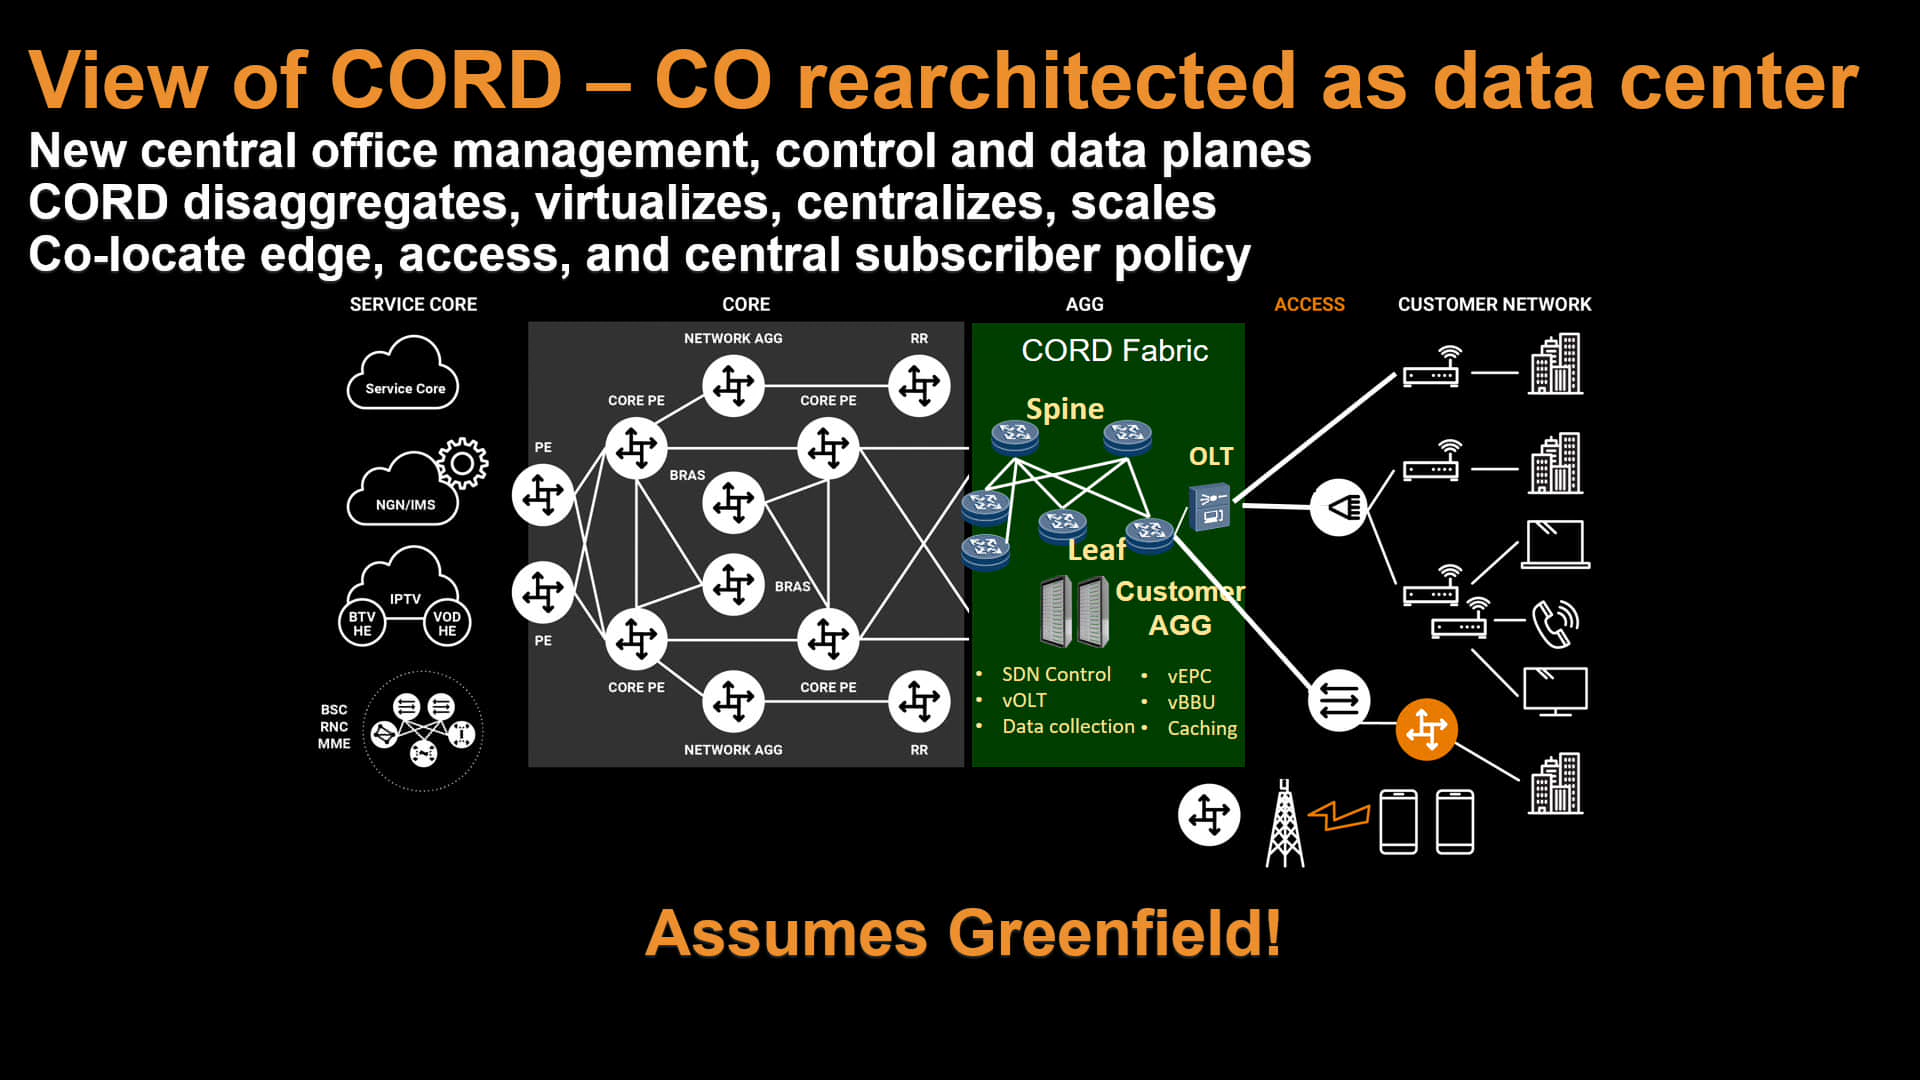 View of CORD – CO rearchitected as data center
New central office management, control and data planes
CORD disaggregates, virtualizes, centralizes, scales
Co-locate edge, access, and central subscriber policy
SERVICE CORE
CORE
AGG
ACCESS
CUSTOMER NETWORK
Service Core
NGN/IMS
IPTV
BTV
HE
VOD
HE
BSC
RNC
MME
PE
PE
NETWORK AGG
RR
CORE PE
CORE PE
BRAS
BRAS
CORE PE
CORE PE
NETWORK AGG
RR
CORD Fabric
Spine
OLT
Leaf
Customer
AGG
• SDN Control
• vOLT
• Data collection
• vEPC
• vBBU
• Caching
Assumes Greenfield!